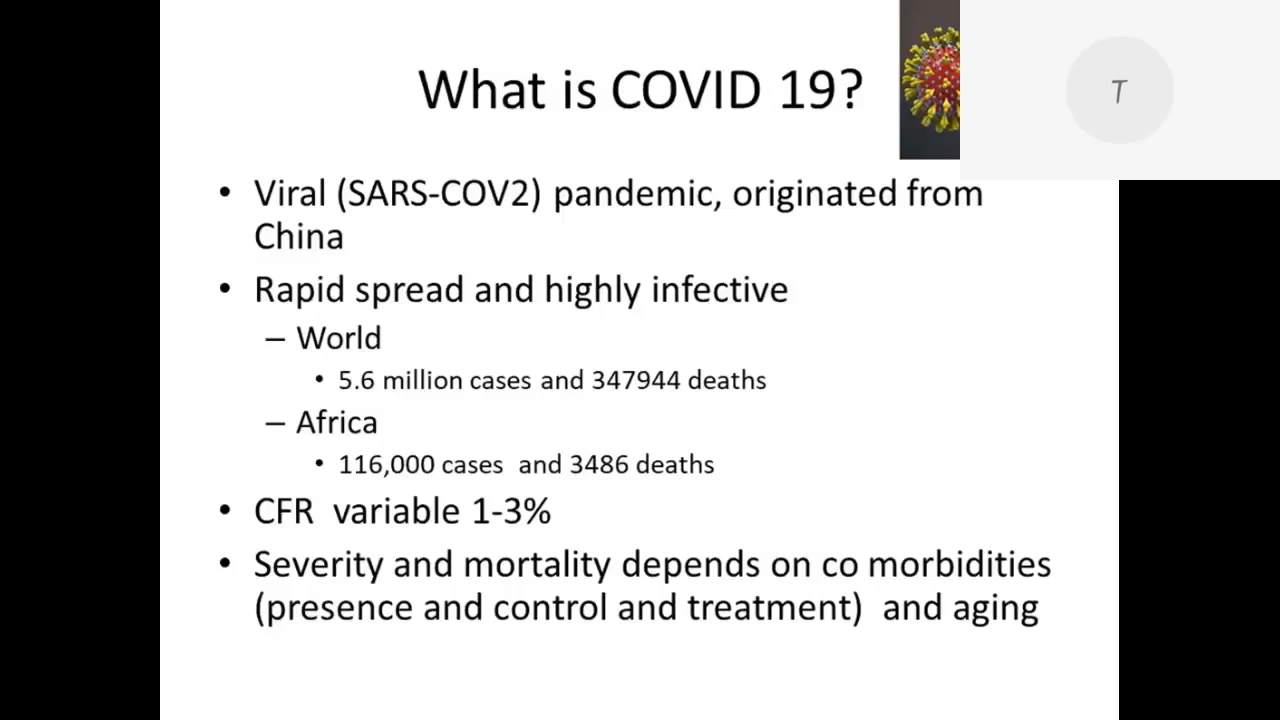 What is COVID 19?
T
• Viral (SARS-COV2) pandemic, originated from
China
• Rapid spread and highly infective
– World
• 5.6 million cases and 347944 deaths
– Africa
• 116,000 cases  and 3486 deaths
• CFR  variable 1-3%
• Severity and mortality depends on co morbidities
(presence and control and treatment)  and aging